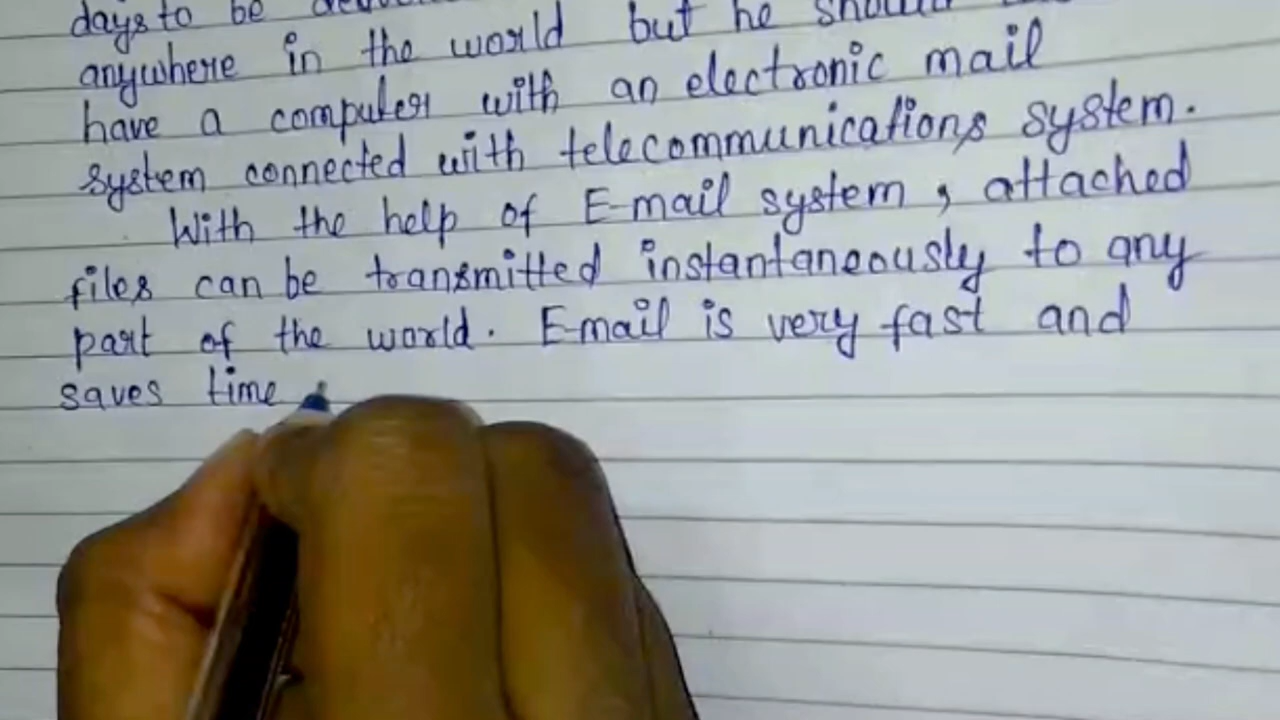 days to be
anywhere in the world but he should
have a computer with an electronic mail
system connected with telecommunications system.
With the help of E-mail system, attached
files can be transmitted instantaneously to any
part of the world. E-mail is very fast and
saves time